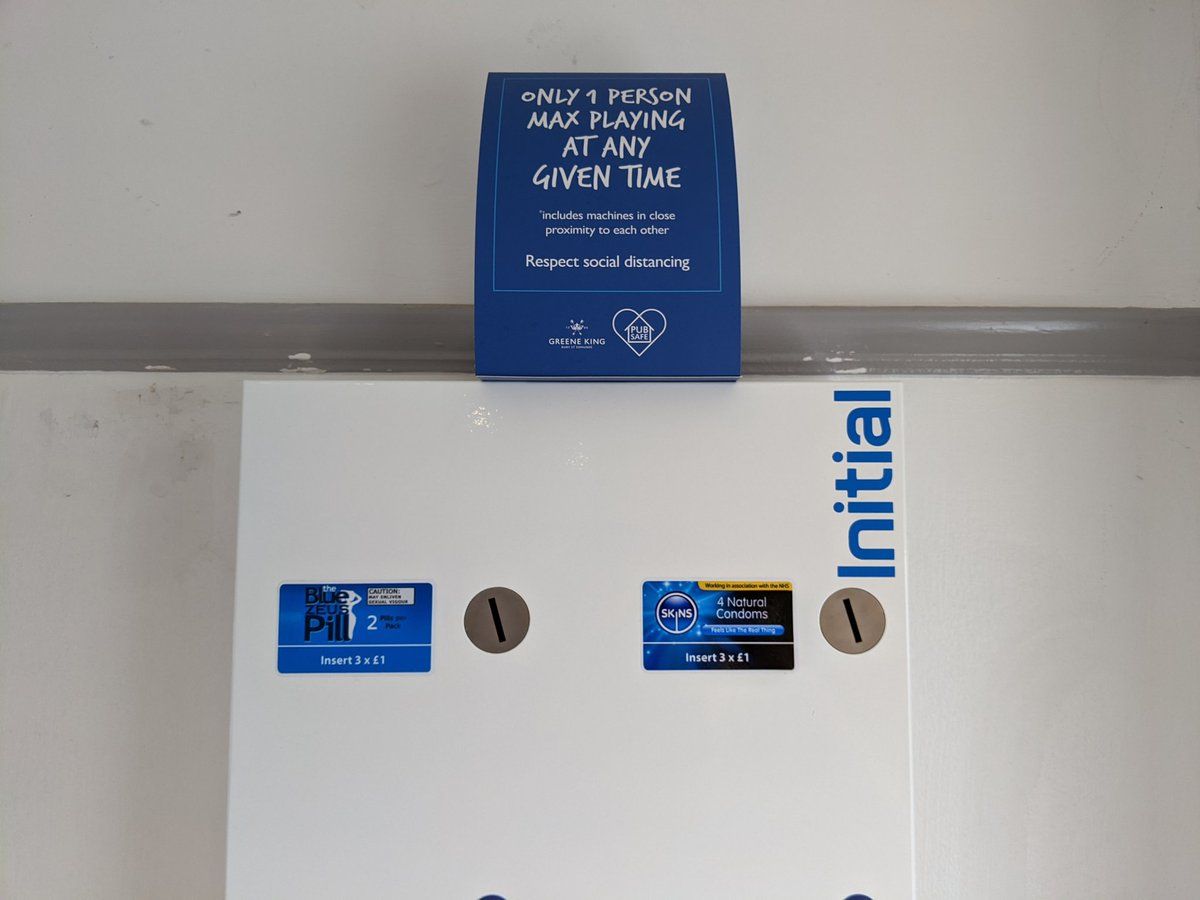 ONLY 1 PERSON
MAX PLAYING
AT ANY
GIVEN TIME
*includes machines in close
proximity to each other
Respect social distancing
GREENE KING
BURY ST EDMUNDS
PUB
SAFE
Initial
the
Blue
ZEUS
Pill
CAUTION:
MAY ENLIVEN
SEXUAL VIGOUR
2 Pills per
Pack
Insert 3 x £1
Working in association with the NHS
SKINS
4 Natural
Condoms
Feels Like The Real Thing
Insert 3 x £1